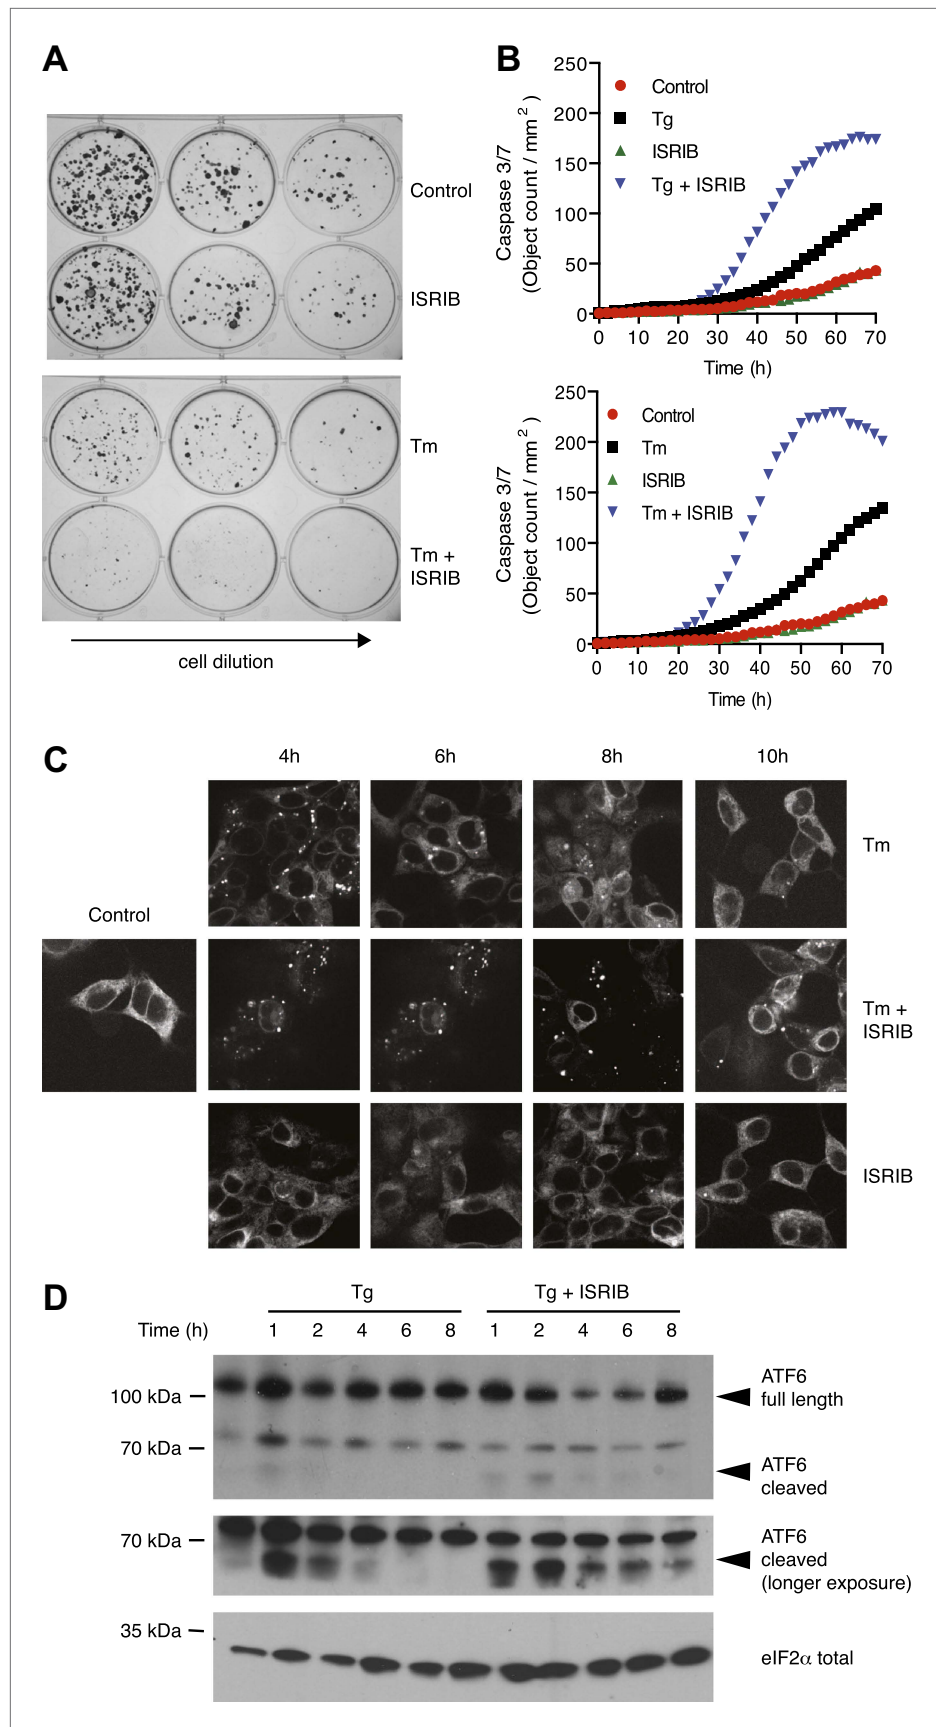 A
Control
ISRIB
Tm
Tm +
ISRIB
cell dilution
B
250
200
150
100
50
0
Caspase 3/7
(Object count / mm²)
Control
Tg
ISRIB
Tg + ISRIB
0 10 20 30 40 50 60 70
Time (h)
250
200
150
100
50
0
Caspase 3/7
(Object count / mm²)
Control
Tm
ISRIB
Tm + ISRIB
0 10 20 30 40 50 60 70
Time (h)
C
4h 6h 8h 10h
Tm
Control
Tm +
ISRIB
ISRIB
D
Tg Tg + ISRIB
Time (h) 1 2 4 6 8 1 2 4 6 8
100 kDa
70 kDa
ATF6
full length
ATF6
cleaved
70 kDa
ATF6
cleaved
(longer exposure)
35 kDa
eIF2α total